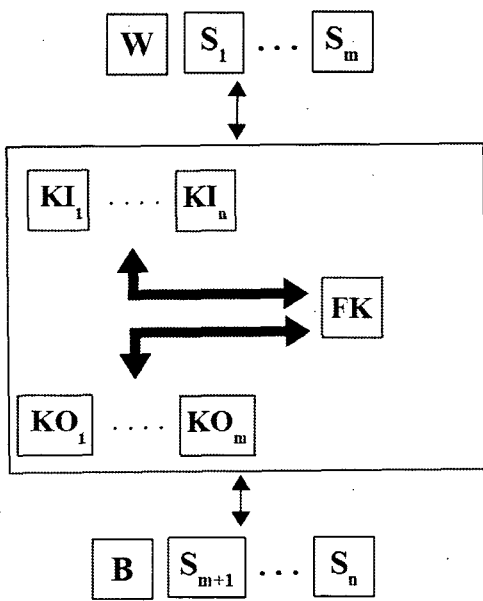 W S₁ ... Sₘ
KI₁ .... KIₙ
FK
KO₁ .... KOₘ
B Sₘ₊₁ ... Sₙ